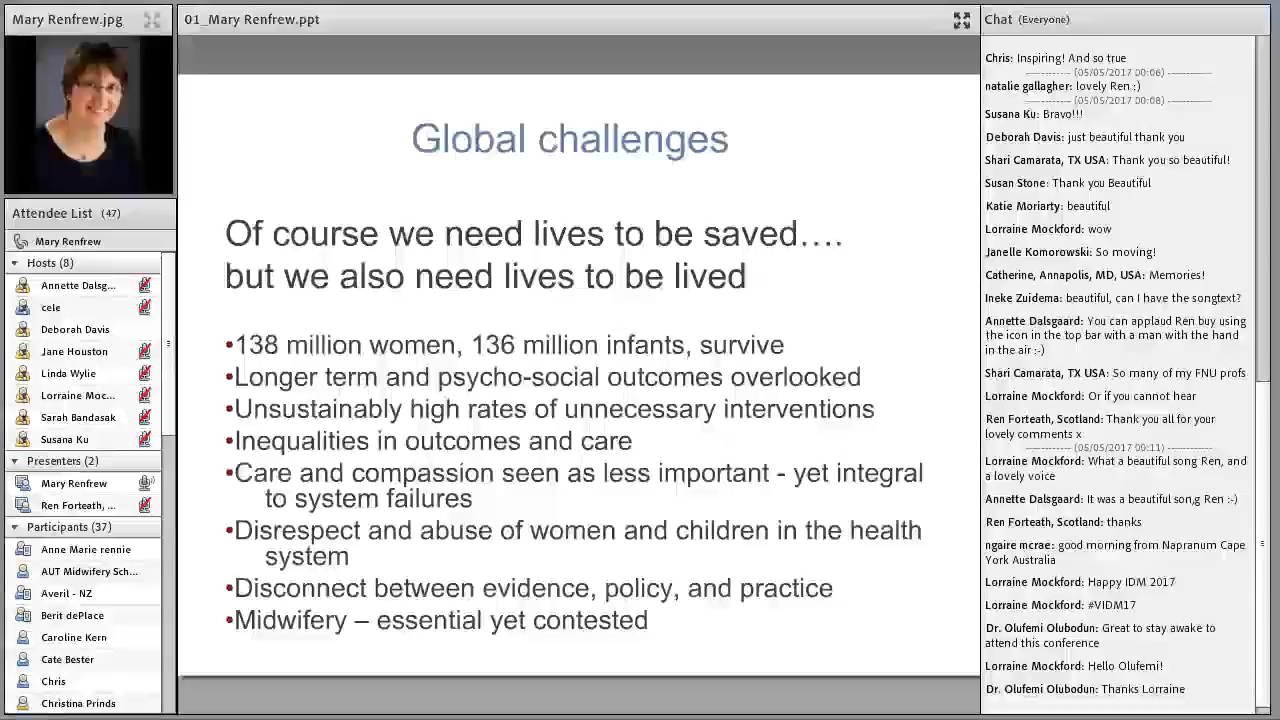 Mary Renfrew.jpg
Attendee List (47)
Mary Renfrew
Hosts (8)
Annette Dalsg...
cele
Deborah Davis
Jane Houston
Linda Wylie
Lorraine Moc...
Sarah Bandasak
Susana Ku
Presenters (2)
Mary Renfrew
Ren Forteath, ...
Participants (37)
Anne Marie rennie
AUT Midwifery Sch...
Averil - NZ
Berit dePlace
Caroline Kern
Cate Bester
Chris
Christina Prinds
01_Mary Renfrew.ppt
Global challenges
Of course we need lives to be saved….
but we also need lives to be lived
•138 million women, 136 million infants, survive
•Longer term and psycho-social outcomes overlooked
•Unsustainably high rates of unnecessary interventions
•Inequalities in outcomes and care
•Care and compassion seen as less important - yet integral
to system failures
•Disrespect and abuse of women and children in the health
system
•Disconnect between evidence, policy, and practice
•Midwifery – essential yet contested
Chat (Everyone)
Chris: Inspiring! And so true
------------ (05/05/2017 00:06) ------------
natalie gallagher: lovely Ren :)
------------ (05/05/2017 00:08) ------------
Susana Ku: Bravo!!!
Deborah Davis: just beautiful thank you
Shari Camarata, TX USA: Thank you so beautiful!
Susan Stone: Thank you Beautiful
Katie Moriarty: beautiful
Lorraine Mockford: wow
Janelle Komorowski: So moving!
Catherine, Annapolis, MD, USA: Memories!
Ineke Zuidema: beautiful, can I have the songtext?
Annette Dalsgaard: You can applaud Ren buy using
the icon in the top bar with a man with the hand
in the air :-)
Shari Camarata, TX USA: So many of my FNU profs
Lorraine Mockford: Or if you cannot hear
Ren Forteath, Scotland: Thank you all for your
lovely comments x
------------ (05/05/2017 00:11) ------------
Lorraine Mockford: What a beautiful song Ren, and
a lovely voice
Annette Dalsgaard: It was a beautiful son,g Ren :-)
Ren Forteath, Scotland: thanks
ngaire mcrae: good morning from Napranum Cape
York Australia
Lorraine Mockford: Happy IDM 2017
Lorraine Mockford: #VIDM17
Dr. Olufemi Olubodun: Great to stay awake to
attend this conference
Lorraine Mockford: Hello Olufemi!
Dr. Olufemi Olubodun: Thanks Lorraine